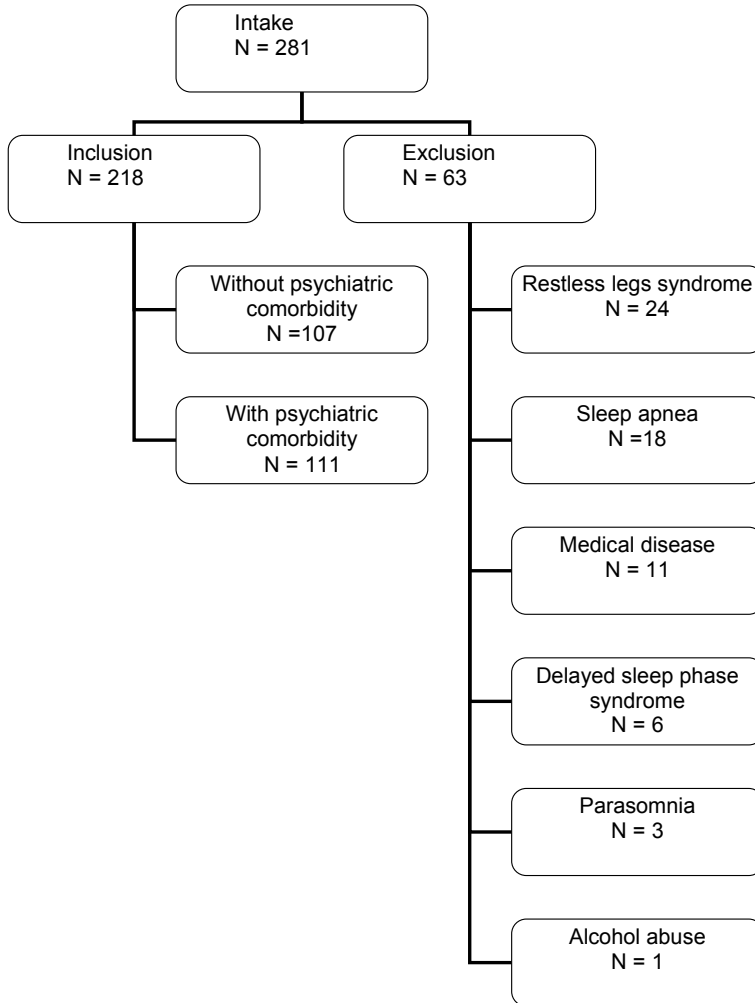 Intake
N = 281
Inclusion
N = 218
Exclusion
N = 63
Without psychiatric
comorbidity
N =107
With psychiatric
comorbidity
N = 111
Restless legs syndrome
N = 24
Sleep apnea
N =18
Medical disease
N = 11
Delayed sleep phase
syndrome
N = 6
Parasomnia
N = 3
Alcohol abuse
N = 1